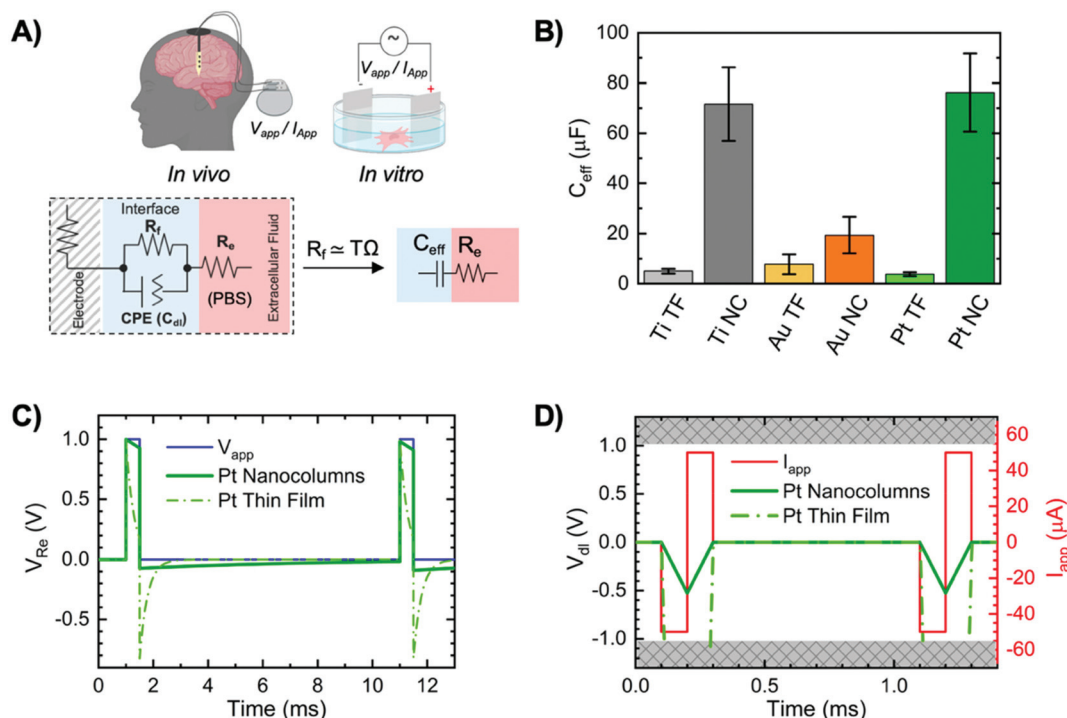 A)
V_app / I_App
In vivo
V_app / I_App
-
+
In vitro
Electrode
Interface
R_f
CPE (C_dl)
R_e
(PBS)
Extracellular Fluid
R_f ≃ TΩ
C_eff R_e
B)
C_eff (μF)
100
80
60
40
20
0
Ti TF
Ti NC
Au TF
Au NC
Pt TF
Pt NC
C)
V_Re (V)
1.0
0.5
0.0
-0.5
V_app
Pt Nanocolumns
Pt Thin Film
0 2 4 6 8 10 12
Time (ms)
D)
V_dl (V)
1.0
0.5
0.0
-0.5
-1.0
I_app
Pt Nanocolumns
Pt Thin Film
60
40
20
0
-20
-40
-60
I_app (μA)
0.0 0.5 1.0
Time (ms)